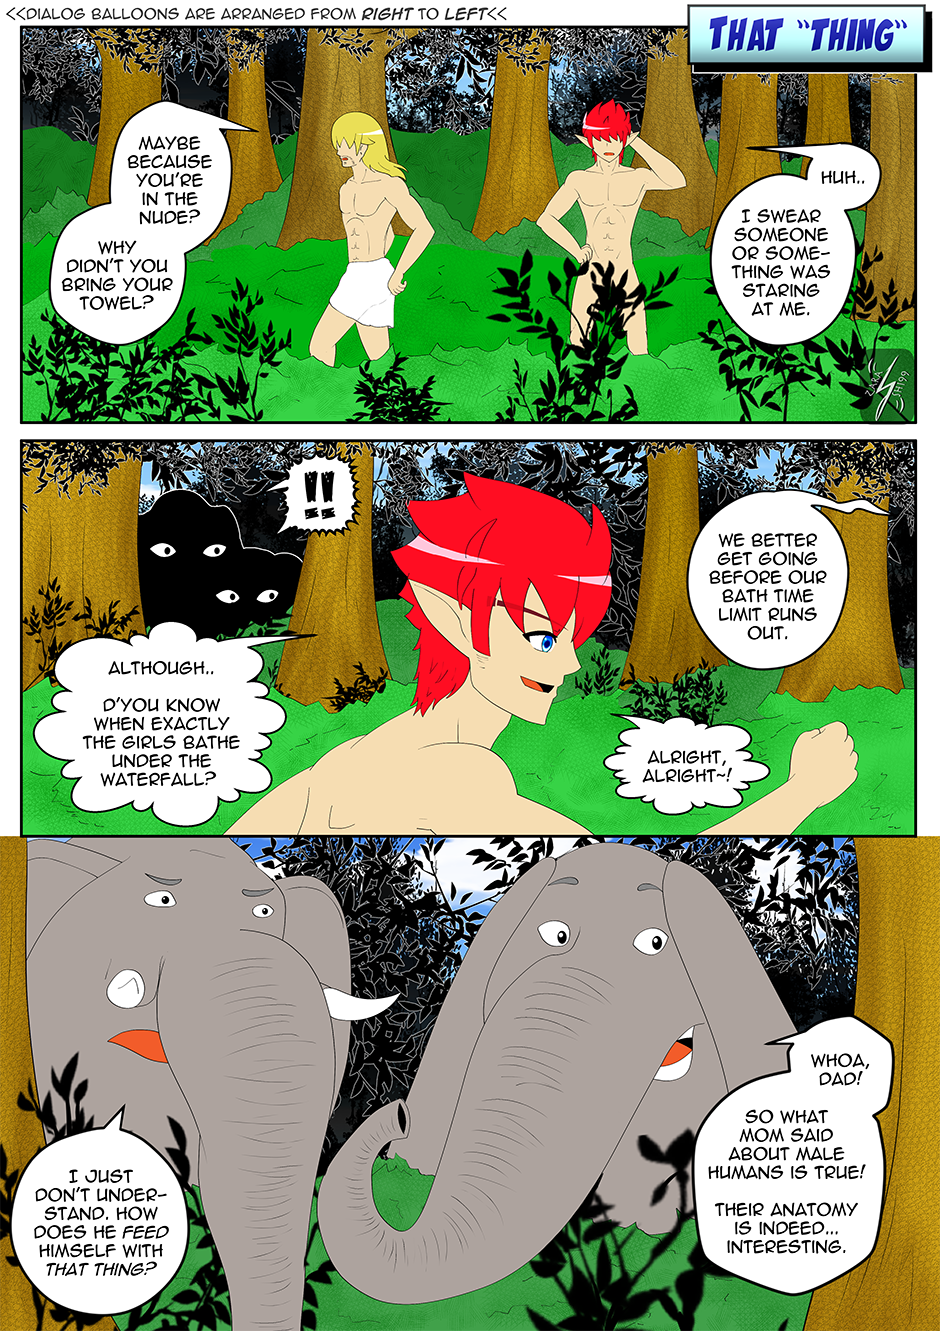 <<DIALOG BALLOONS ARE ARRANGED FROM RIGHT TO LEFT<<
THAT "THING"
HUH..
I SWEAR
SOMEONE
OR SOME-
THING WAS
STARING
AT ME.
MAYBE
BECAUSE
YOU'RE
IN THE
NUDE?
WHY
DIDN'T YOU
BRING YOUR
TOWEL?
WE BETTER
GET GOING
BEFORE OUR
BATH TIME
LIMIT RUNS
OUT.
ALRIGHT,
ALRIGHT~!
!!
ALTHOUGH..
D'YOU KNOW
WHEN EXACTLY
THE GIRLS BATHE
UNDER THE
WATERFALL?
WHOA,
DAD!
SO WHAT
MOM SAID
ABOUT MALE
HUMANS IS TRUE!
THEIR ANATOMY
IS INDEED...
INTERESTING.
I JUST
DON'T UNDER-
STAND. HOW
DOES HE FEED
HIMSELF WITH
THAT THING?